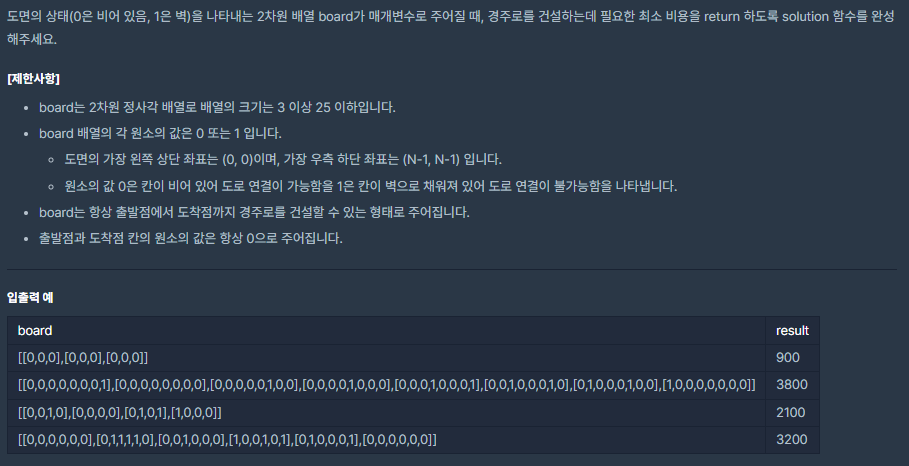 도면의 상태(0은 비어 있음, 1은 벽)을 나타내는 2차원 배열 board가 매개변수로 주어질 때, 경주로를 건설하는데 필요한 최소 비용을 return 하도록 solution 함수를 완성
해주세요.
[제한사항]
• board는 2차원 정사각 배열로 배열의 크기는 3 이상 25 이하입니다.
• board 배열의 각 원소의 값은 0 또는 1 입니다.
◦ 도면의 가장 왼쪽 상단 좌표는 (0, 0)이며, 가장 우측 하단 좌표는 (N-1, N-1) 입니다.
◦ 원소의 값 0은 칸이 비어 있어 도로 연결이 가능함을 1은 칸이 벽으로 채워져 있어 도로 연결이 불가능함을 나타냅니다.
• board는 항상 출발점에서 도착점까지 경주로를 건설할 수 있는 형태로 주어집니다.
• 출발점과 도착점 칸의 원소의 값은 항상 0으로 주어집니다.
입출력 예
board result
[[0,0,0],[0,0,0],[0,0,0]] 900
[[0,0,0,0,0,0,0,1],[0,0,0,0,0,0,0,0],[0,0,0,0,0,1,0,0],[0,0,0,0,1,0,0,0],[0,0,0,1,0,0,0,1],[0,0,1,0,0,0,1,0],[0,1,0,0,0,1,0,0],[1,0,0,0,0,0,0,0]] 3800
[[0,0,1,0],[0,0,0,0],[0,1,0,1],[1,0,0,0]] 2100
[[0,0,0,0,0,0],[0,1,1,1,1,0],[0,0,1,0,0,0],[1,0,0,1,0,1],[0,1,0,0,0,1],[0,0,0,0,0,0]] 3200